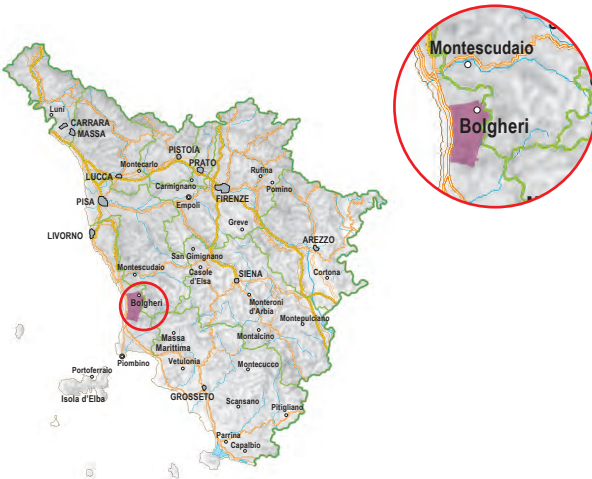 Luni
CARRARA
MASSA
PISTOIA
PRATO
Montecarlo
LUCCA
Carmignano
Rufina
Pomino
FIRENZE
PISA
Empoli
Greve
LIVORNO
AREZZO
San Gimignano
Montescudaio
Casole
d'Elsa
SIENA
Cortona
Bolgheri
Monteroni
d'Arbia
Montepulciano
Massa
Marittima
Montalcino
Piombino
Vetulonia
Montecucco
Portoferraio
Isola d'Elba
GROSSETO
Scansano
Pitigliano
Parrina
Capalbio
Montescudaio
Bolgheri